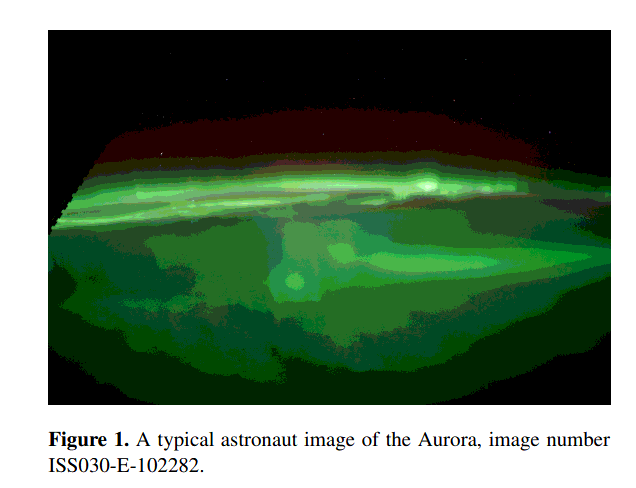 Figure 1. A typical astronaut image of the Aurora, image number
ISS030-E-102282.